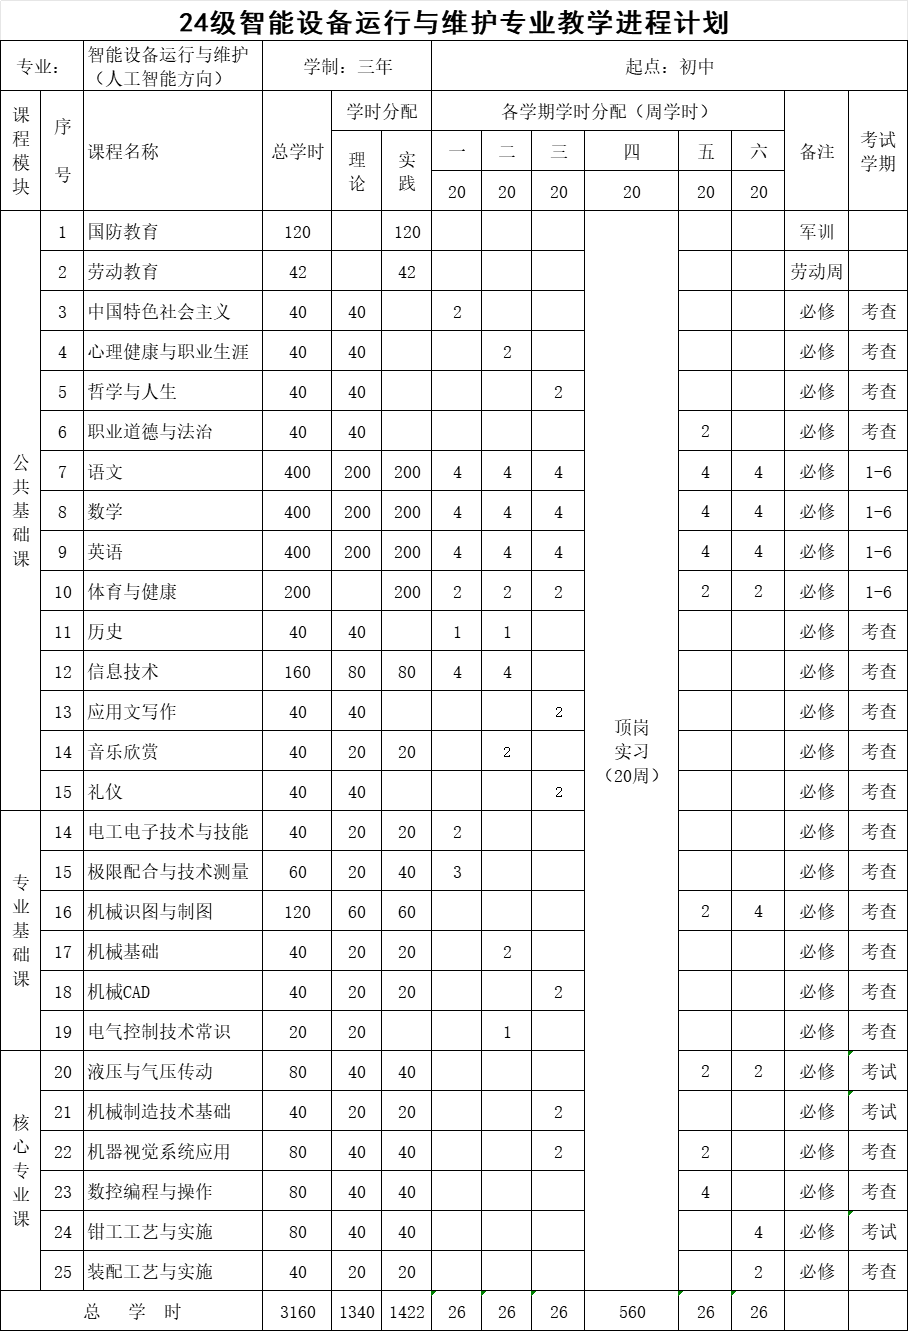 24级智能设备运行与维护专业教学进程计划
专业： 智能设备运行与维护（人工智能方向） 学制：三年 起点：初中
课程模块 序号 课程名称 总学时 学时分配 各学期学时分配（周学时） 备注 考试学期
理论 实践 一 二 三 四 五 六
20 20 20 20 20 20
公共基础课
1 国防教育 120 120 军训
2 劳动教育 42 42 劳动周
3 中国特色社会主义 40 40 2 必修 考查
4 心理健康与职业生涯 40 40 2 必修 考查
5 哲学与人生 40 40 2 必修 考查
6 职业道德与法治 40 40 2 必修 考查
7 语文 400 200 200 4 4 4 4 4 必修 1-6
8 数学 400 200 200 4 4 4 4 4 必修 1-6
9 英语 400 200 200 4 4 4 4 4 必修 1-6
10 体育与健康 200 200 2 2 2 2 2 必修 1-6
11 历史 40 40 1 1 必修 考查
12 信息技术 160 80 80 4 4 必修 考查
13 应用文写作 40 40 2 必修 考查
14 音乐欣赏 40 20 20 2 必修 考查
15 礼仪 40 40 2 必修 考查
顶岗
实习
（20周）
专业基础课
14 电工电子技术与技能 40 20 20 2 必修 考查
15 极限配合与技术测量 60 20 40 3 必修 考查
16 机械识图与制图 120 60 60 2 4 必修 考查
17 机械基础 40 20 20 2 必修 考查
18 机械CAD 40 20 20 2 必修 考查
19 电气控制技术常识 20 20 1 必修 考查
核心专业课
20 液压与气压传动 80 40 40 2 2 必修 考试
21 机械制造技术基础 40 20 20 2 必修 考试
22 机器视觉系统应用 80 40 40 2 2 必修 考查
23 数控编程与操作 80 40 40 4 必修 考查
24 钳工工艺与实施 80 40 40 4 必修 考试
25 装配工艺与实施 40 20 20 2 必修 考查
总 学 时 3160 1340 1422 26 26 26 560 26 26